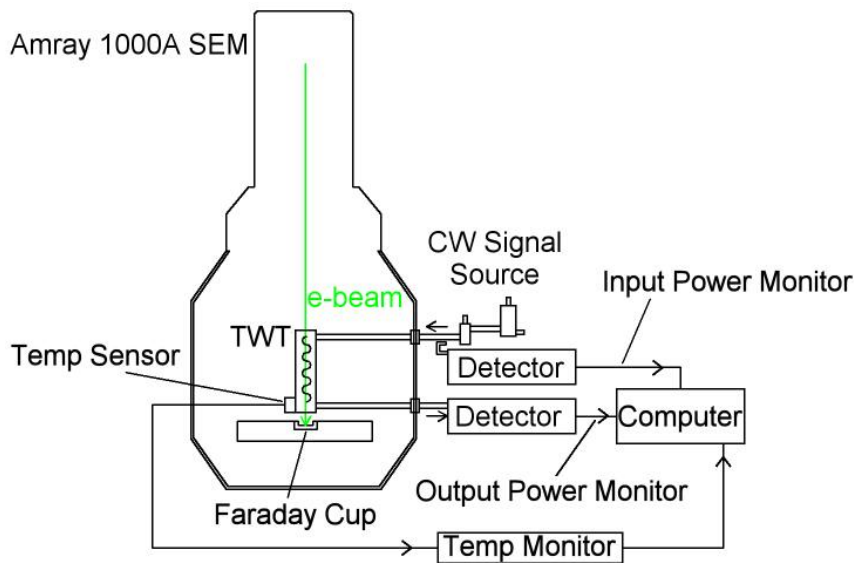 Amray 1000A SEM
CW Signal
Source
Input Power Monitor
e-beam
TWT
Temp Sensor
Detector
Detector
Computer
Output Power Monitor
Faraday Cup
Temp Monitor